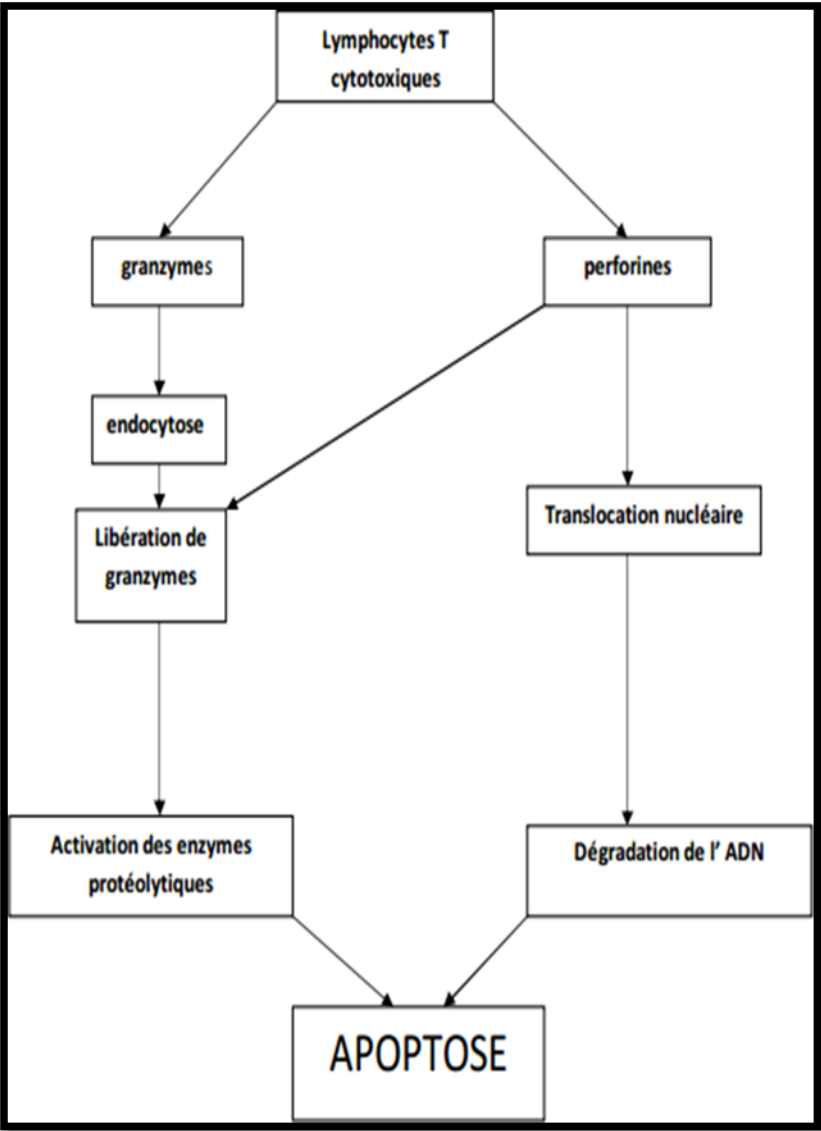 Lymphocytes T
cytotoxiques
granzymes
perforines
endocytose
Translocation nucléaire
Libération de
granzymes
Activation des enzymes
protéolytiques
Dégradation de l’ ADN
APOPTOSE